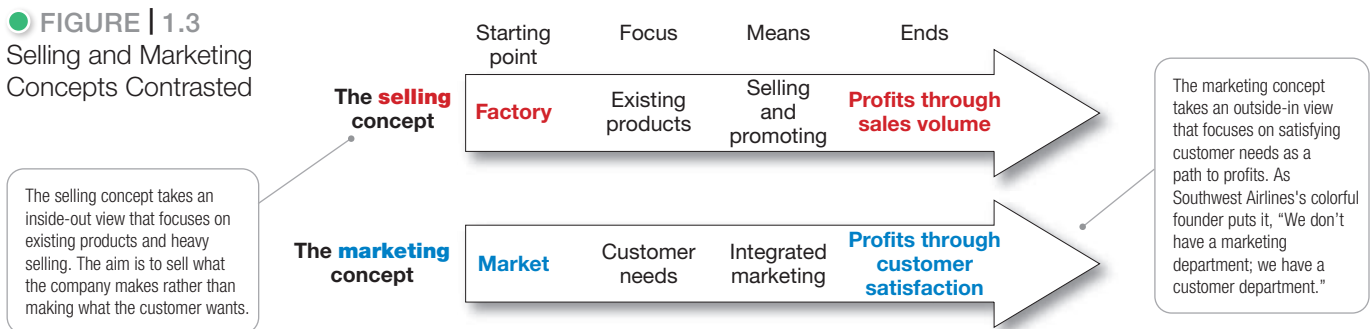 FIGURE | 1.3
Selling and Marketing
Concepts Contrasted
Starting
point
Focus
Means
Ends
The selling
concept
Factory
Existing
products
Selling
and
promoting
Profits through
sales volume
The selling concept takes an
inside-out view that focuses on
existing products and heavy
selling. The aim is to sell what
the company makes rather than
making what the customer wants.
The marketing
concept
Market
Customer
needs
Integrated
marketing
Profits through
customer
satisfaction
The marketing concept
takes an outside-in view
that focuses on satisfying
customer needs as a
path to profits. As
Southwest Airlines's colorful
founder puts it, “We don’t
have a marketing
department; we have a
customer department.”